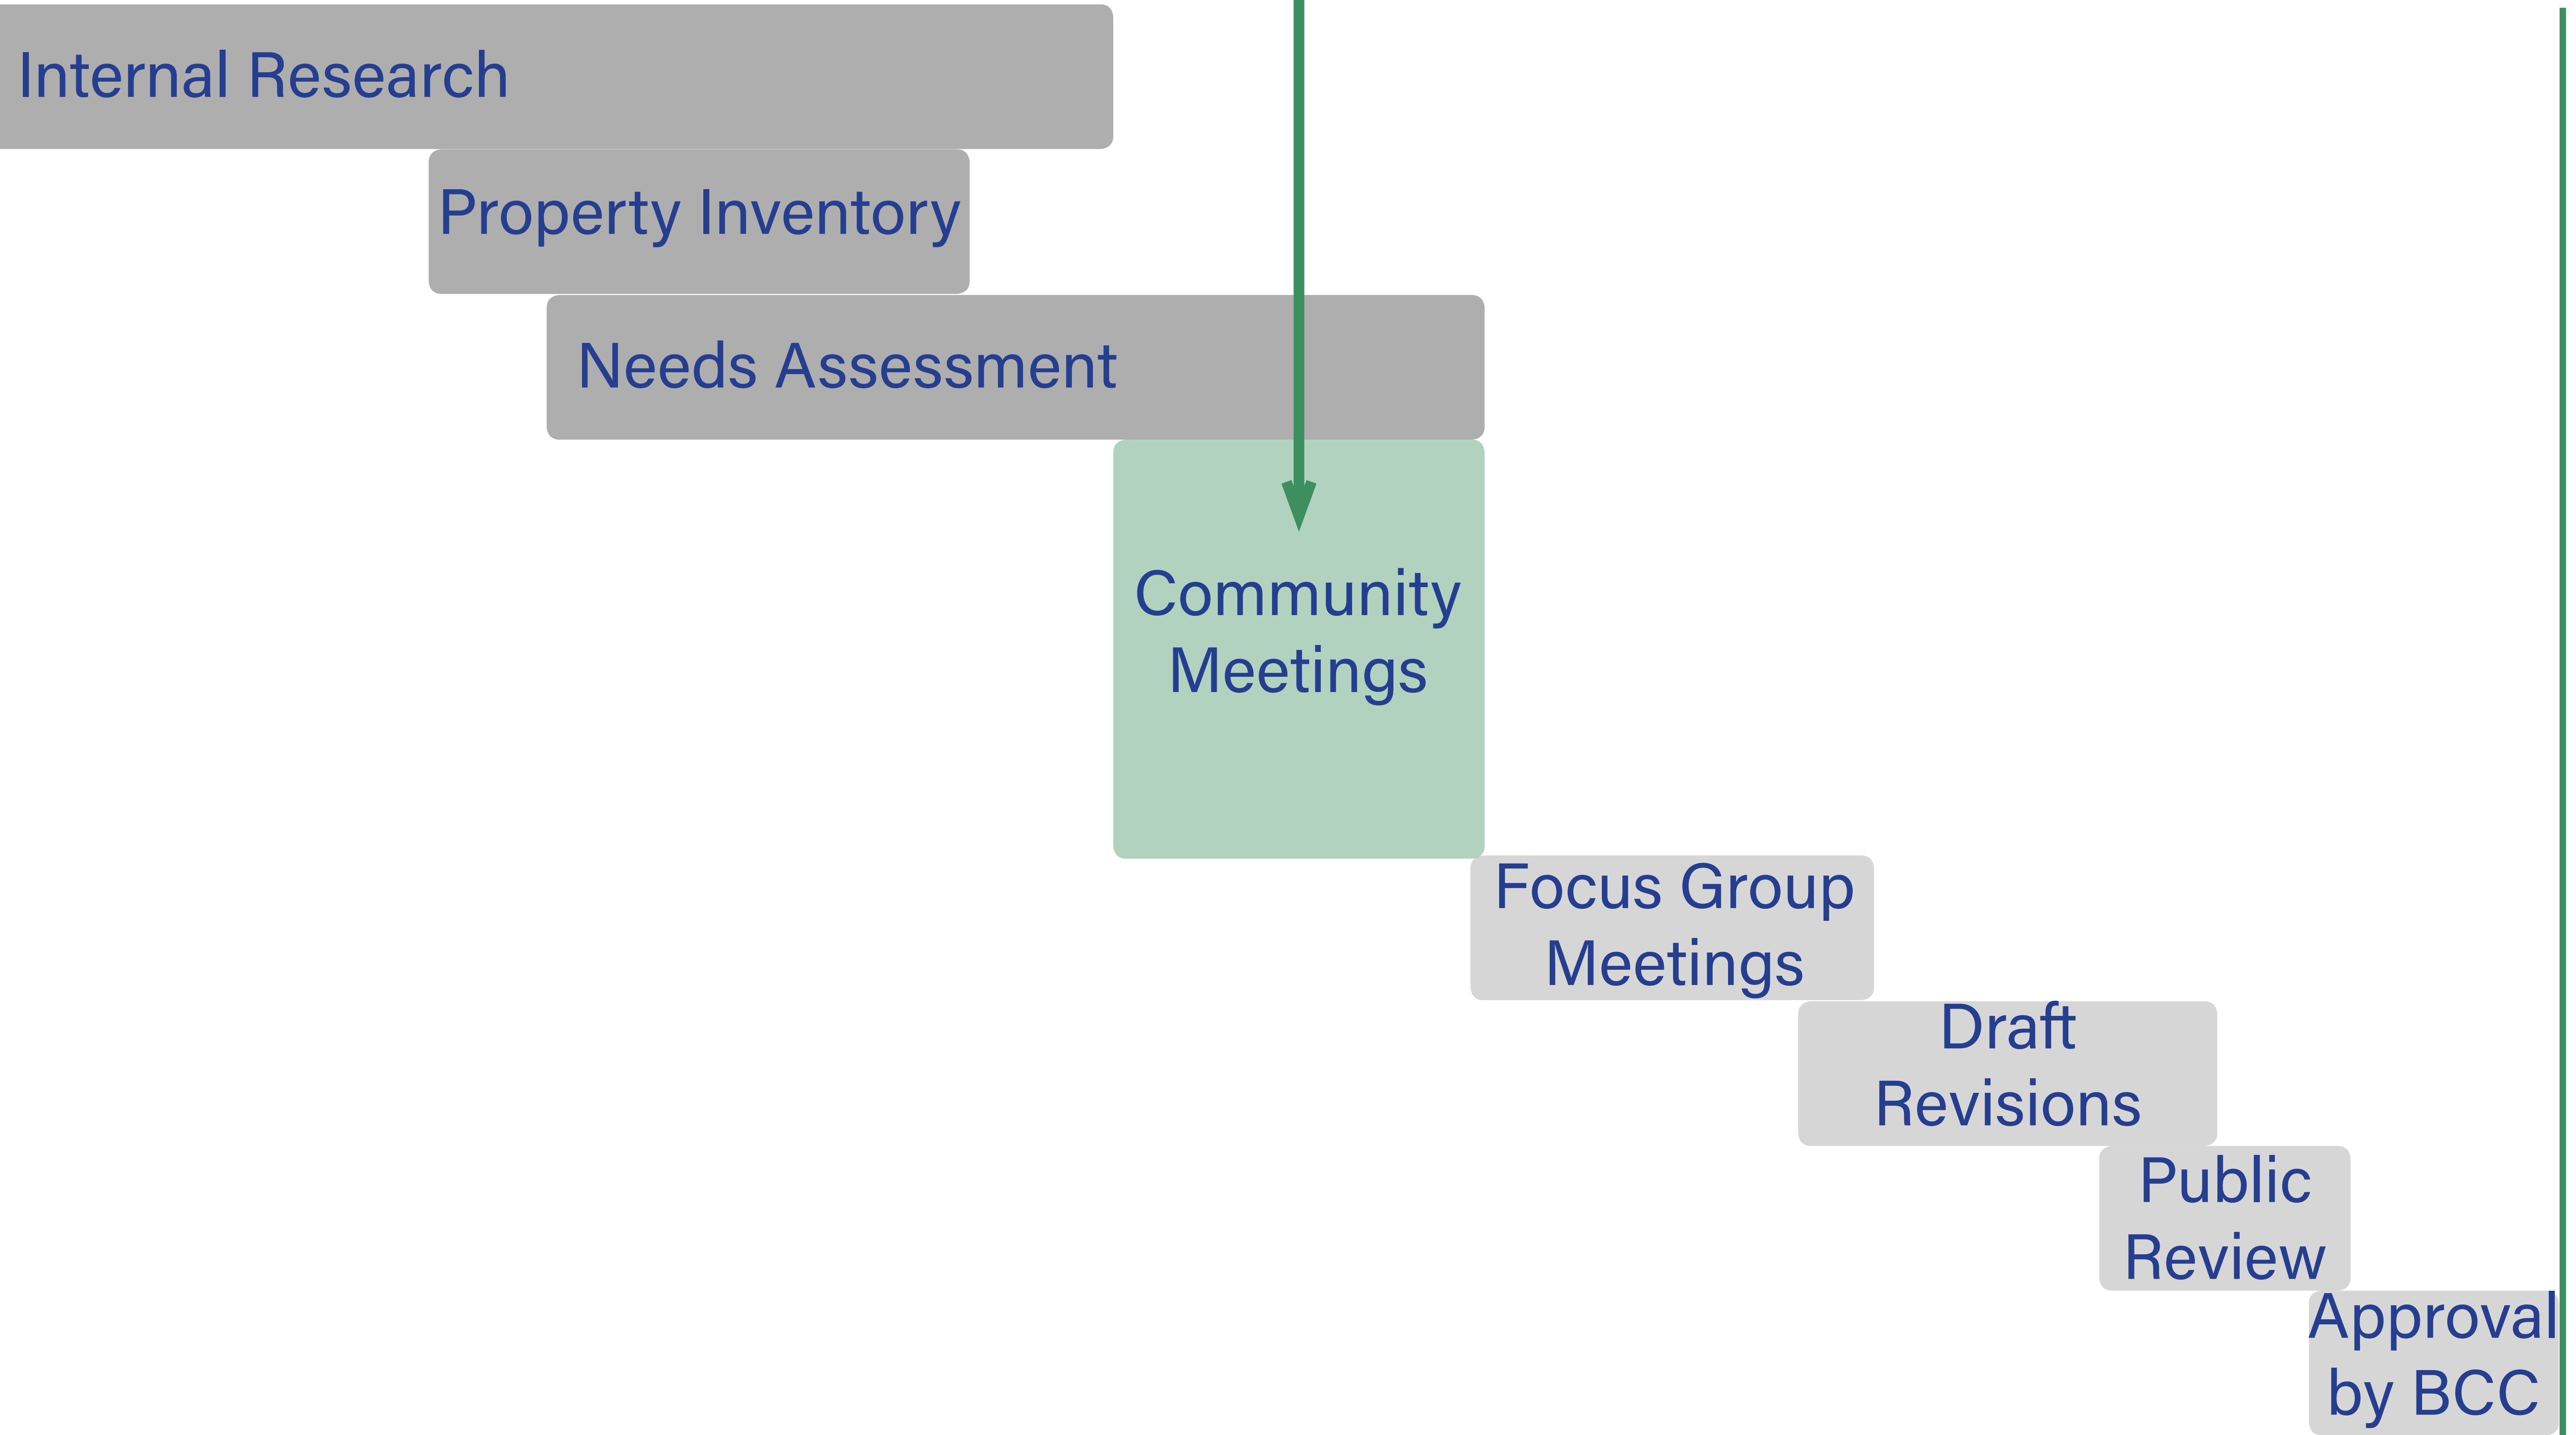 Internal Research
Property Inventory
Needs Assessment
Community
Meetings
Focus Group
Meetings
Draft
Revisions
Public
Review
Approval
by BCC